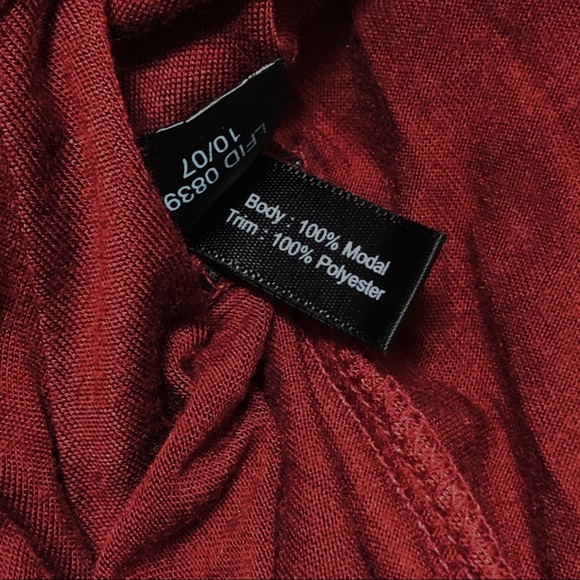 LFID 0839
10/07
Body : 100% Modal
Trim : 100% Polyester